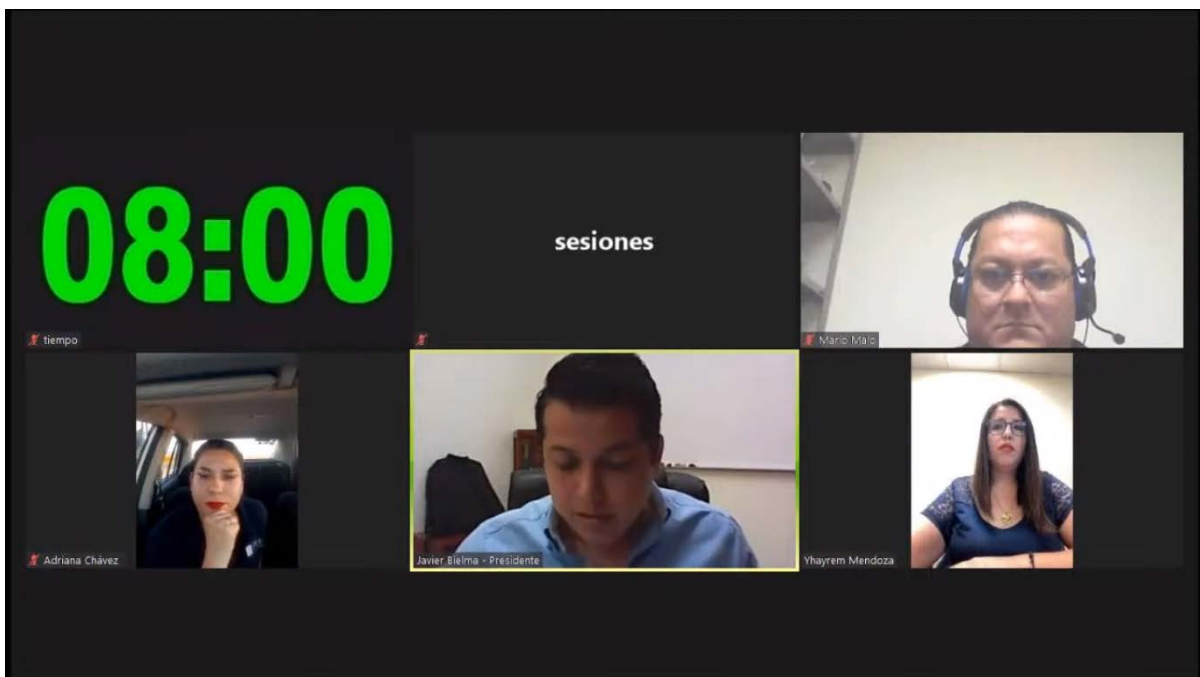 08:00
sesiones
tiempo
Mario Malo
Adriana Chávez
Javier Bielma - Presidente
Yhayrem Mendoza